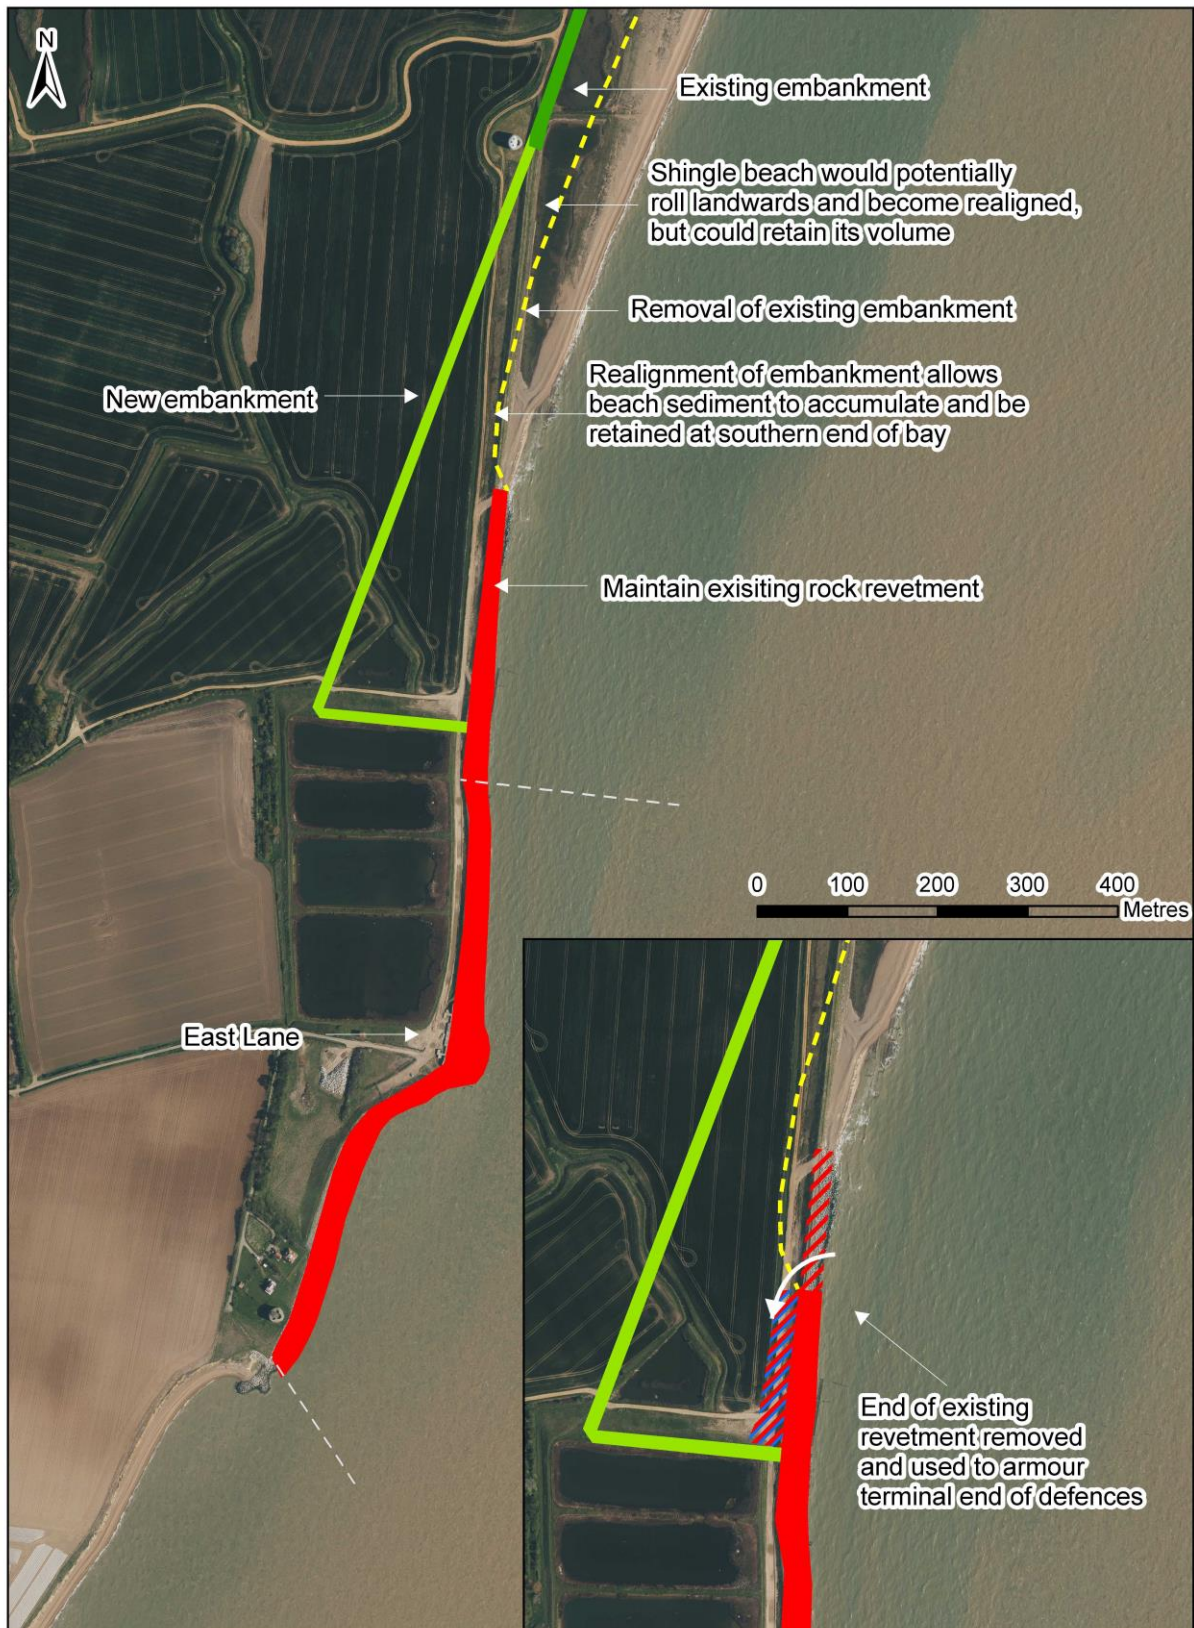 N
Existing embankment
Shingle beach would potentially
roll landwards and become realigned,
but could retain its volume
Removal of existing embankment
Realignment of embankment allows
beach sediment to accumulate and be
retained at southern end of bay
New embankment
Maintain exisiting rock revetment
0 100 200 300 400
Metres
East Lane
End of existing
revetment removed
and used to armour
terminal end of defences